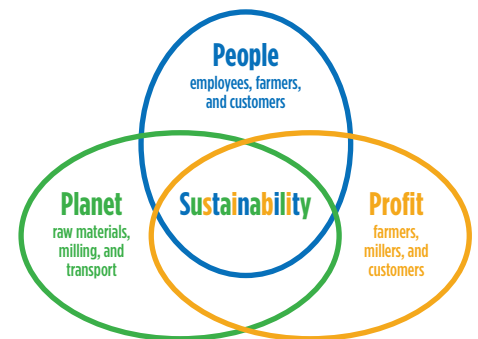 People
employees, farmers,
and customers
Planet
raw materials,
milling, and
transport
Sustainability
Profit
farmers,
millers, and
customers